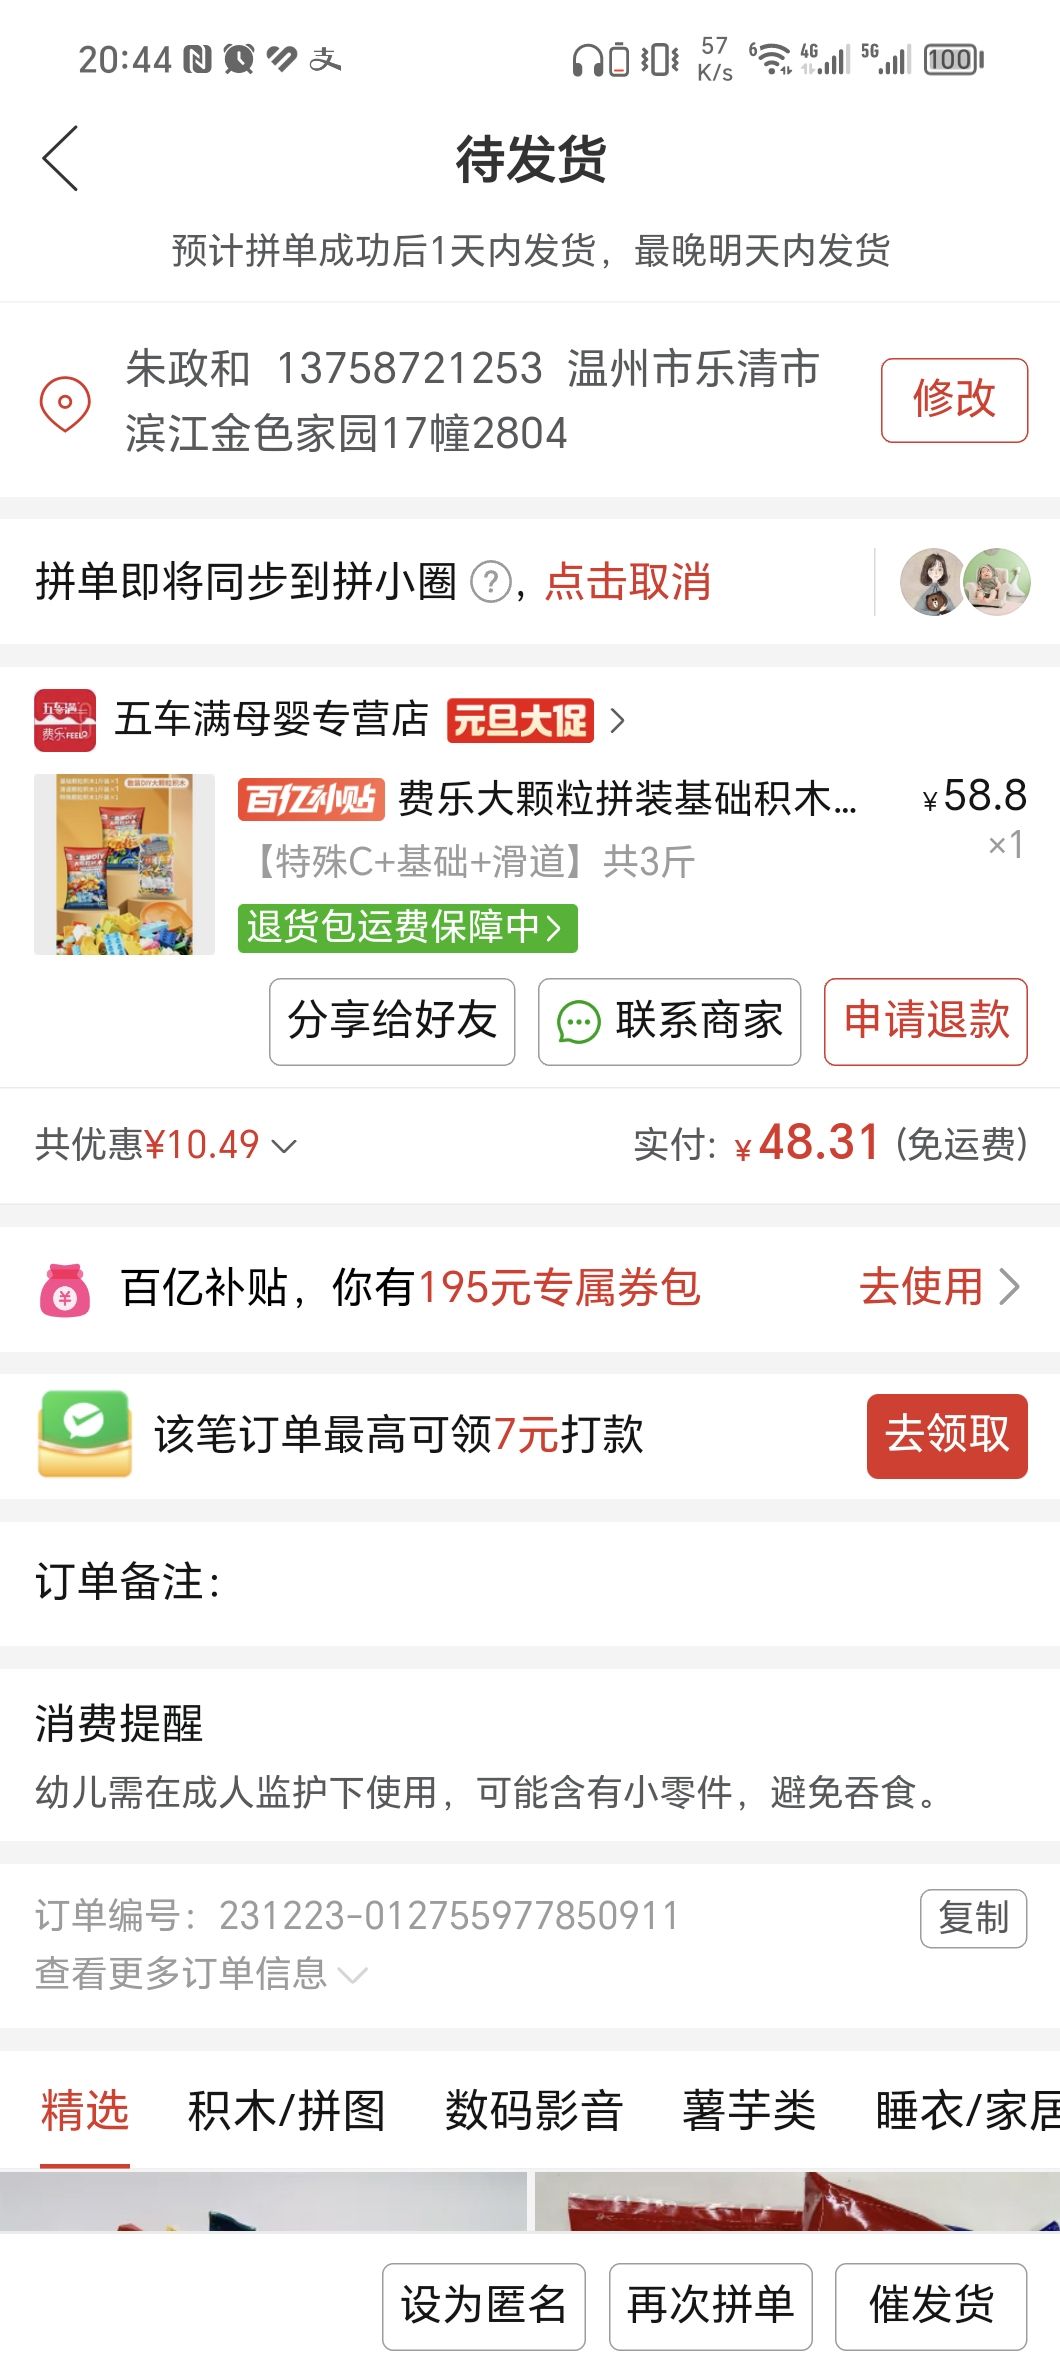 20:44 57 K/s 6 4G 5G 100
待发货
预计拼单成功后1天内发货，最晚明天内发货
朱政和 13758721253 温州市乐清市
滨江金色家园17幢2804
修改
拼单即将同步到拼小圈?，点击取消
五车满母婴专营店 元旦大促
百亿补贴 费乐大颗粒拼装基础积木... ¥58.8
【特殊C+基础+滑道】共3斤 ×1
退货包运费保障中
分享给好友 联系商家 申请退款
共优惠¥10.49 实付: ¥48.31 (免运费)
百亿补贴，你有195元专属券包 去使用
该笔订单最高可领7元打款 去领取
订单备注:
消费提醒
幼儿需在成人监护下使用，可能含有小零件，避免吞食。
订单编号: 231223-012755977850911 复制
查看更多订单信息
精选 积木/拼图 数码影音 薯芋类 睡衣/家居
设为匿名 再次拼单 催发货